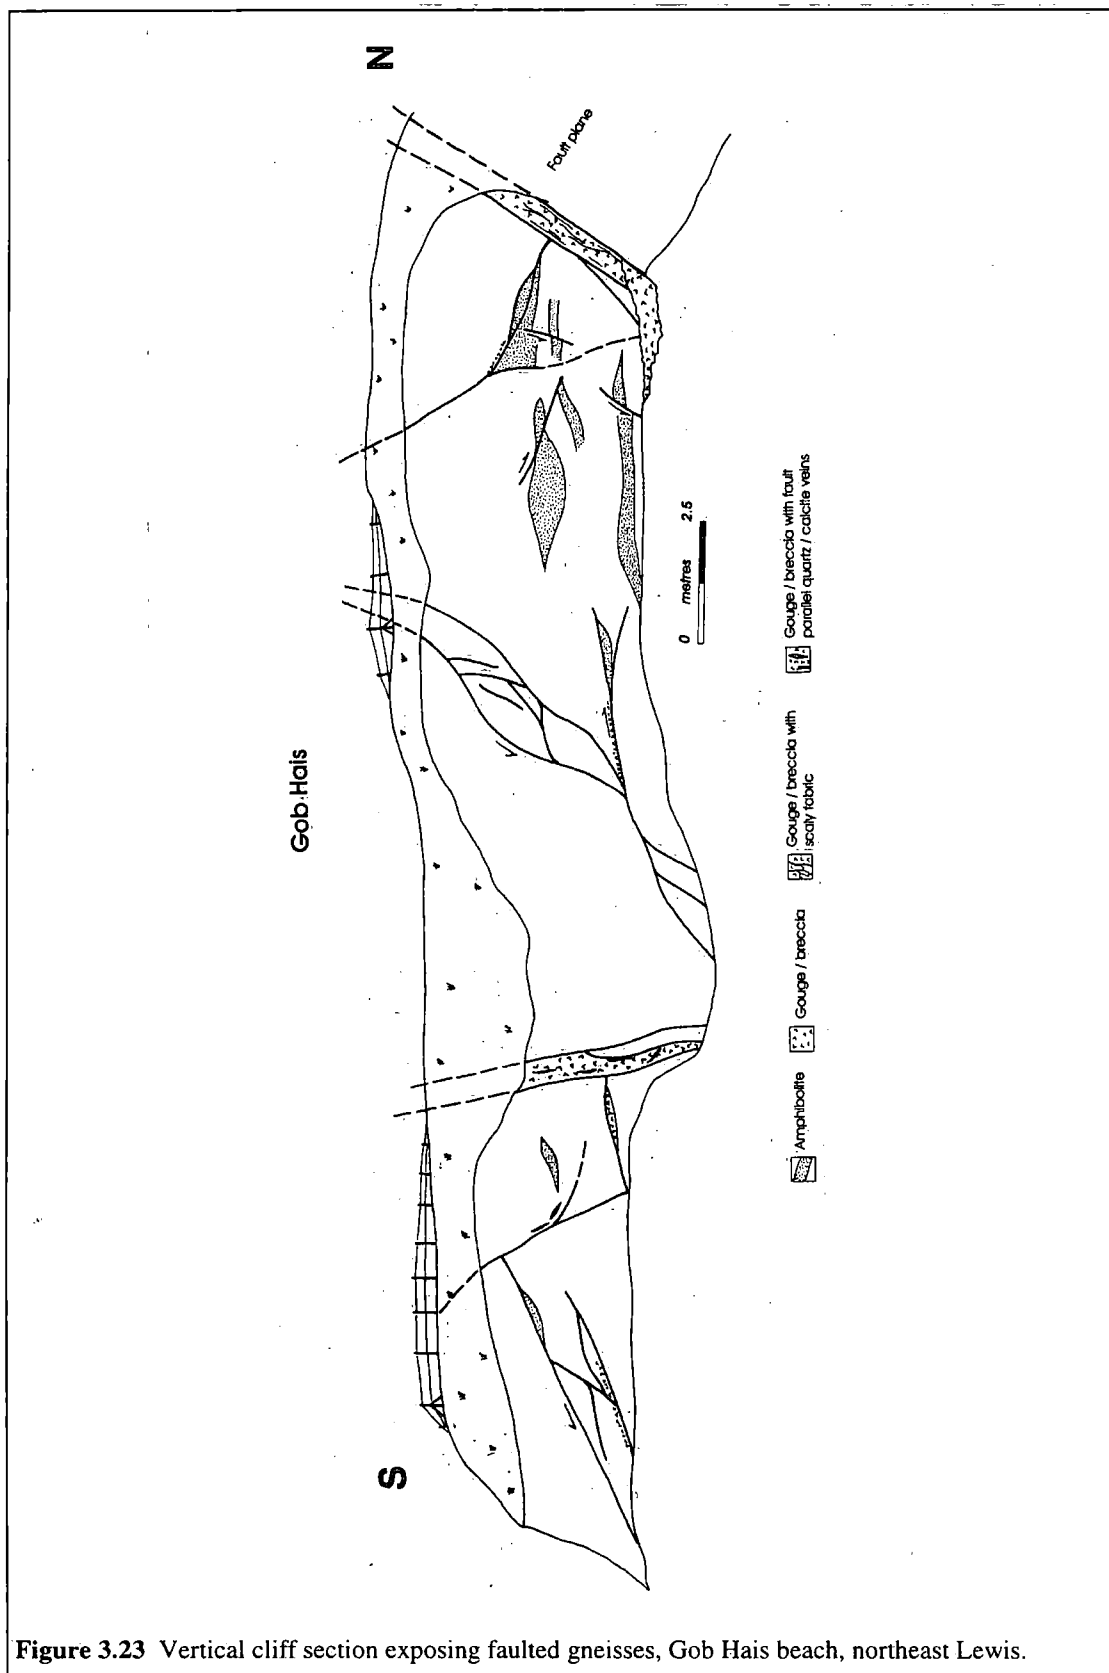 Gob Hais
S
N
Fault plane
0 metres 2.5
Amphibolite
Gouge / breccia
Gouge / breccia with
scaly fabric
Gouge / breccia with fault
parallel quartz / calcite veins
Figure 3.23 Vertical cliff section exposing faulted gneisses, Gob Hais beach, northeast Lewis.